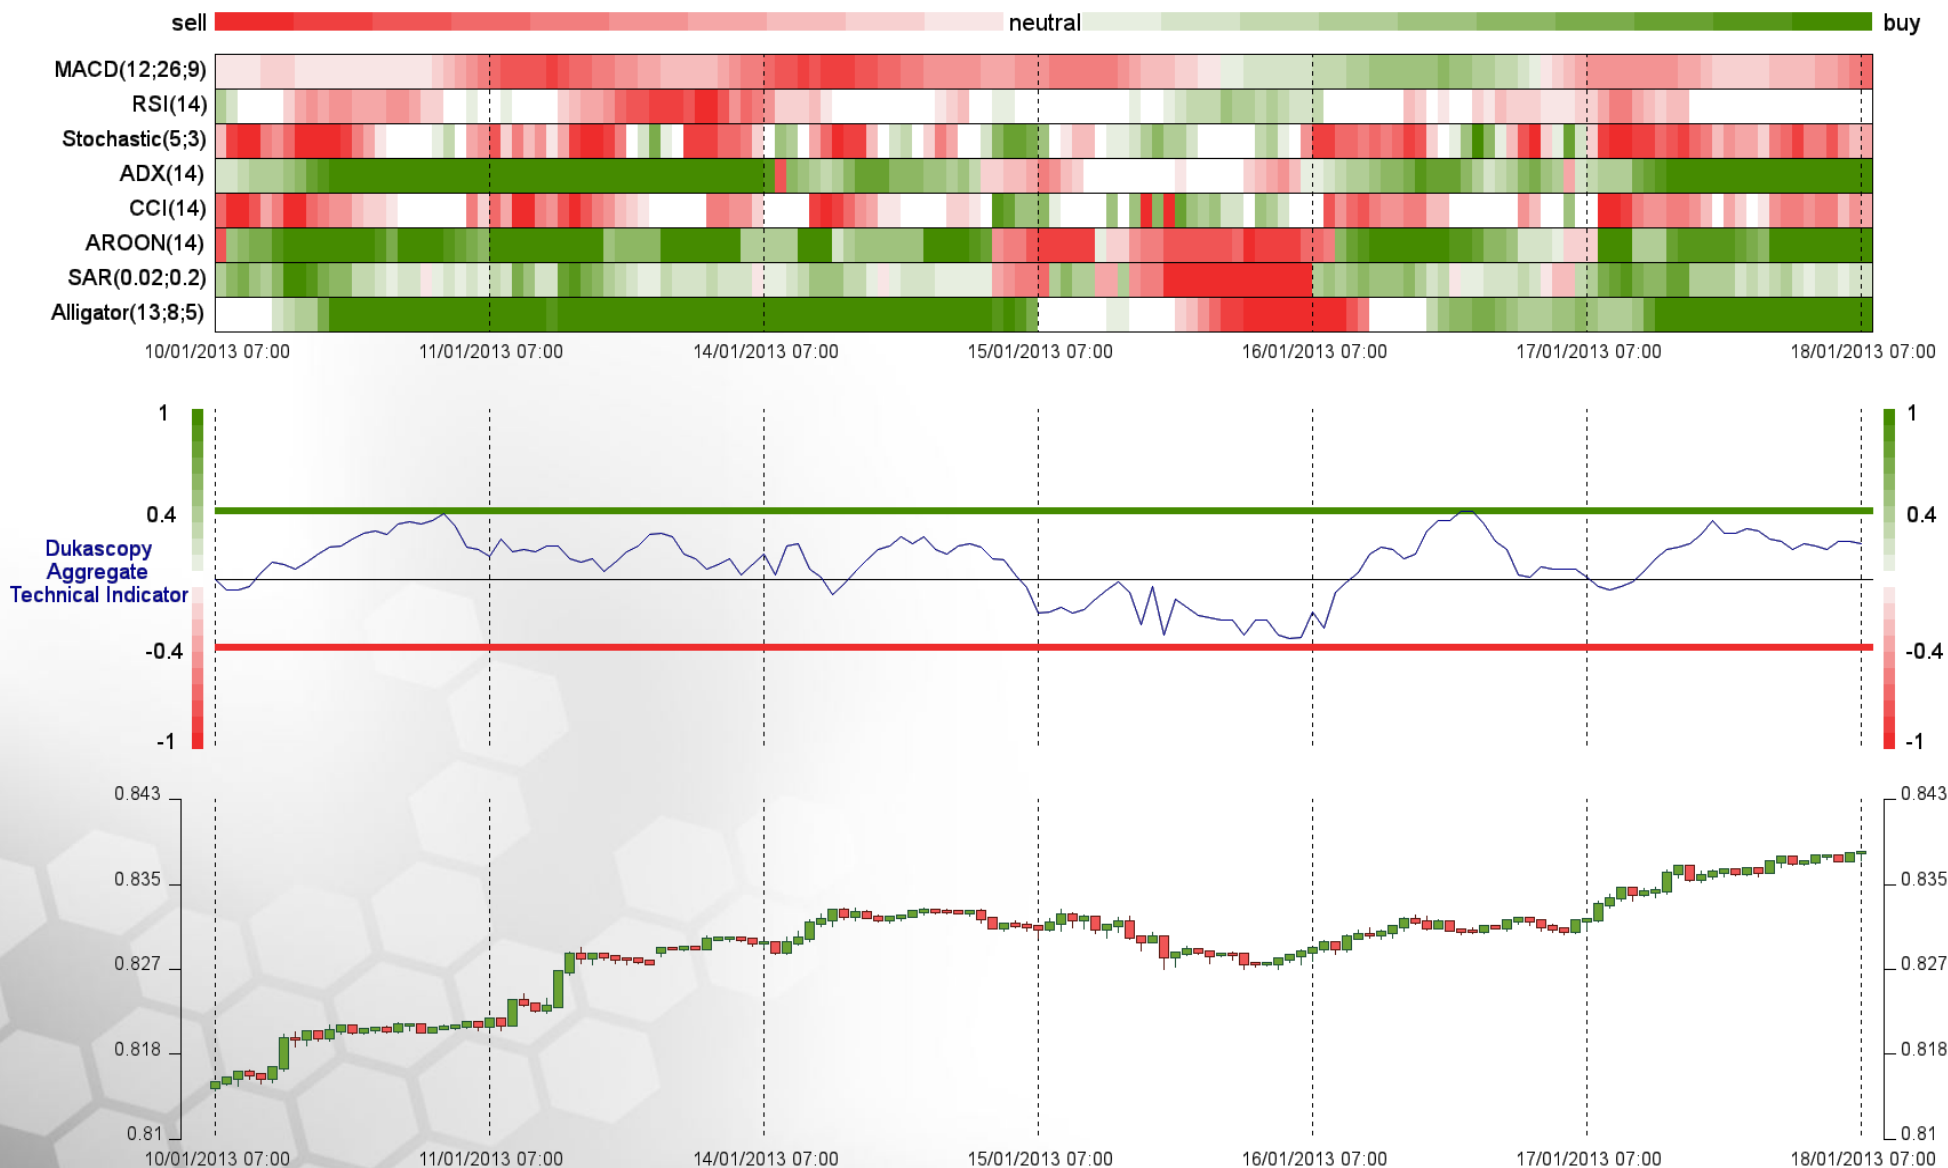 sell neutral buy
MACD(12;26;9)
RSI(14)
Stochastic(5;3)
ADX(14)
CCI(14)
AROON(14)
SAR(0.02;0.2)
Alligator(13;8;5)
10/01/2013 07:00 11/01/2013 07:00 14/01/2013 07:00 15/01/2013 07:00 16/01/2013 07:00 17/01/2013 07:00 18/01/2013 07:00
1 1
0.4 0.4
Dukascopy
Aggregate
Technical Indicator
-0.4 -0.4
-1 -1
0.843 0.843
0.835 0.835
0.827 0.827
0.818 0.818
0.81 0.81
10/01/2013 07:00 11/01/2013 07:00 14/01/2013 07:00 15/01/2013 07:00 16/01/2013 07:00 17/01/2013 07:00 18/01/2013 07:00